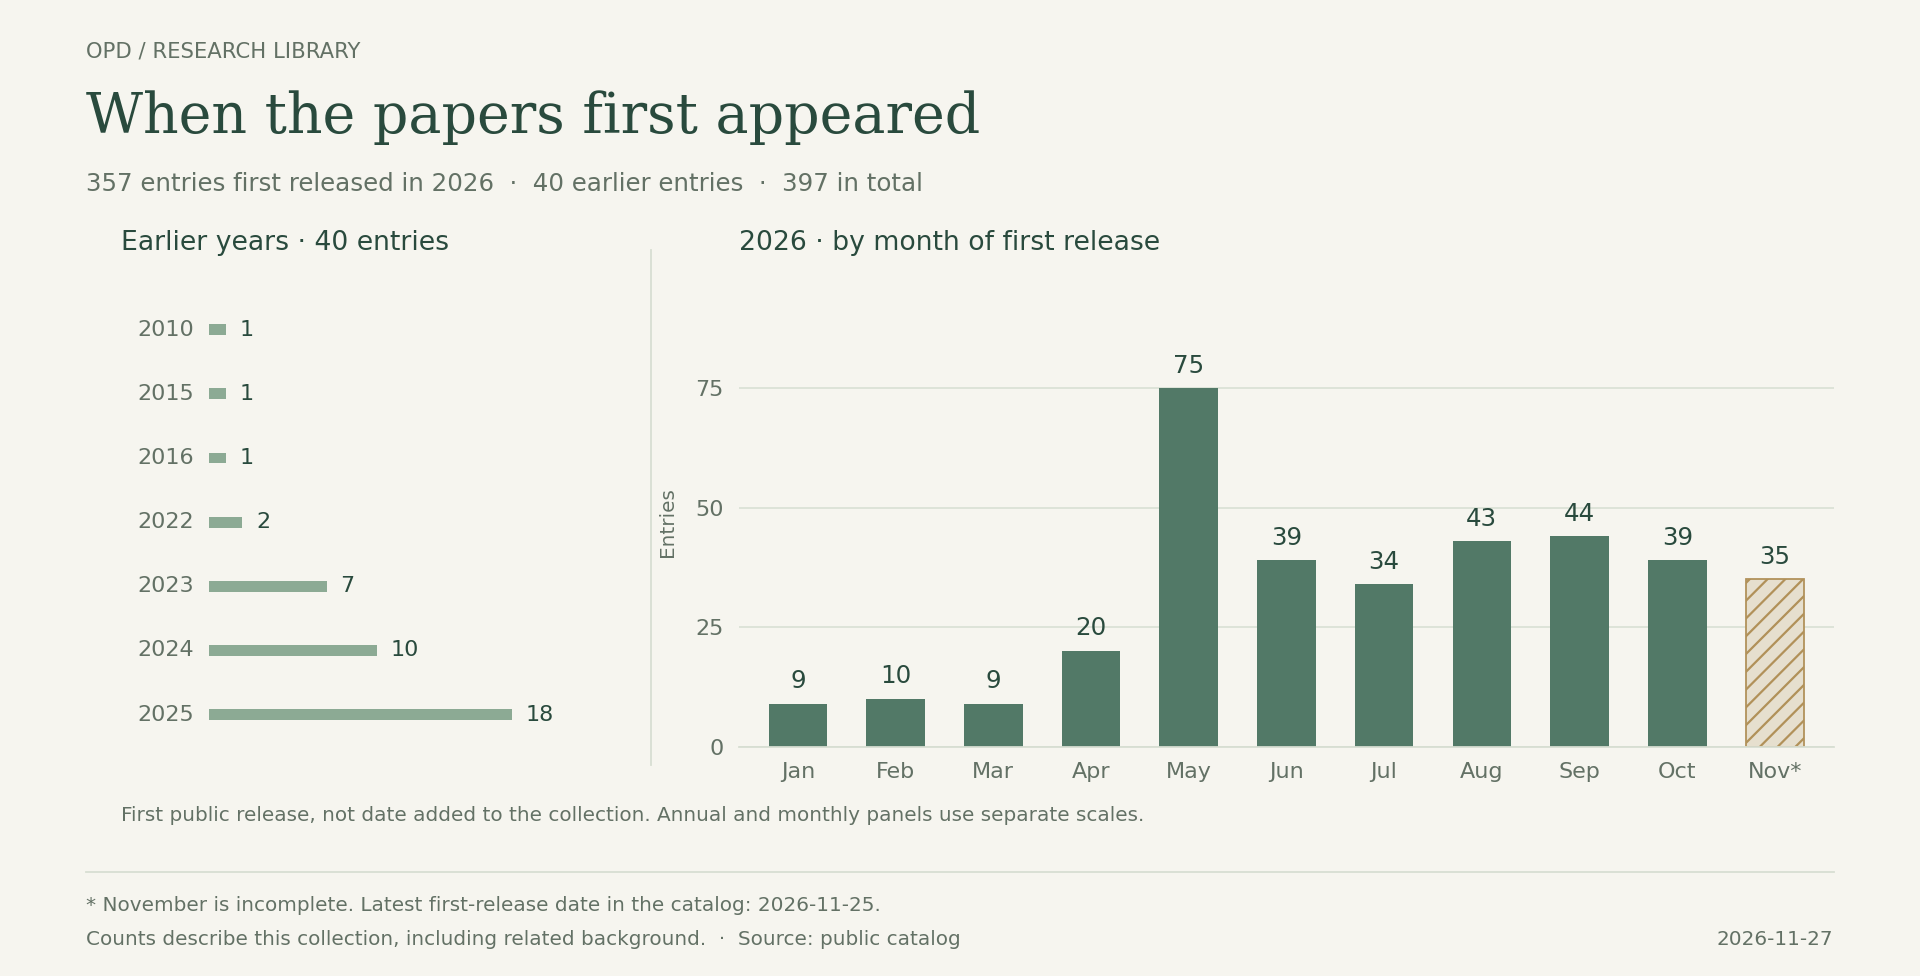 OPD / RESEARCH LIBRARY
When the papers first appeared
357 entries first released in 2026 · 40 earlier entries · 397 in total
Earlier years · 40 entries
2010 1
2015 1
2016 1
2022 2
2023 7
2024 10
2025 18
2026 · by month of first release
Entries
75
50
25
0
9 10 9 20 75 39 34 43 44 39 35
Jan Feb Mar Apr May Jun Jul Aug Sep Oct Nov*
First public release, not date added to the collection. Annual and monthly panels use separate scales.
* November is incomplete. Latest first-release date in the catalog: 2026-11-25.
Counts describe this collection, including related background. · Source: public catalog
2026-11-27